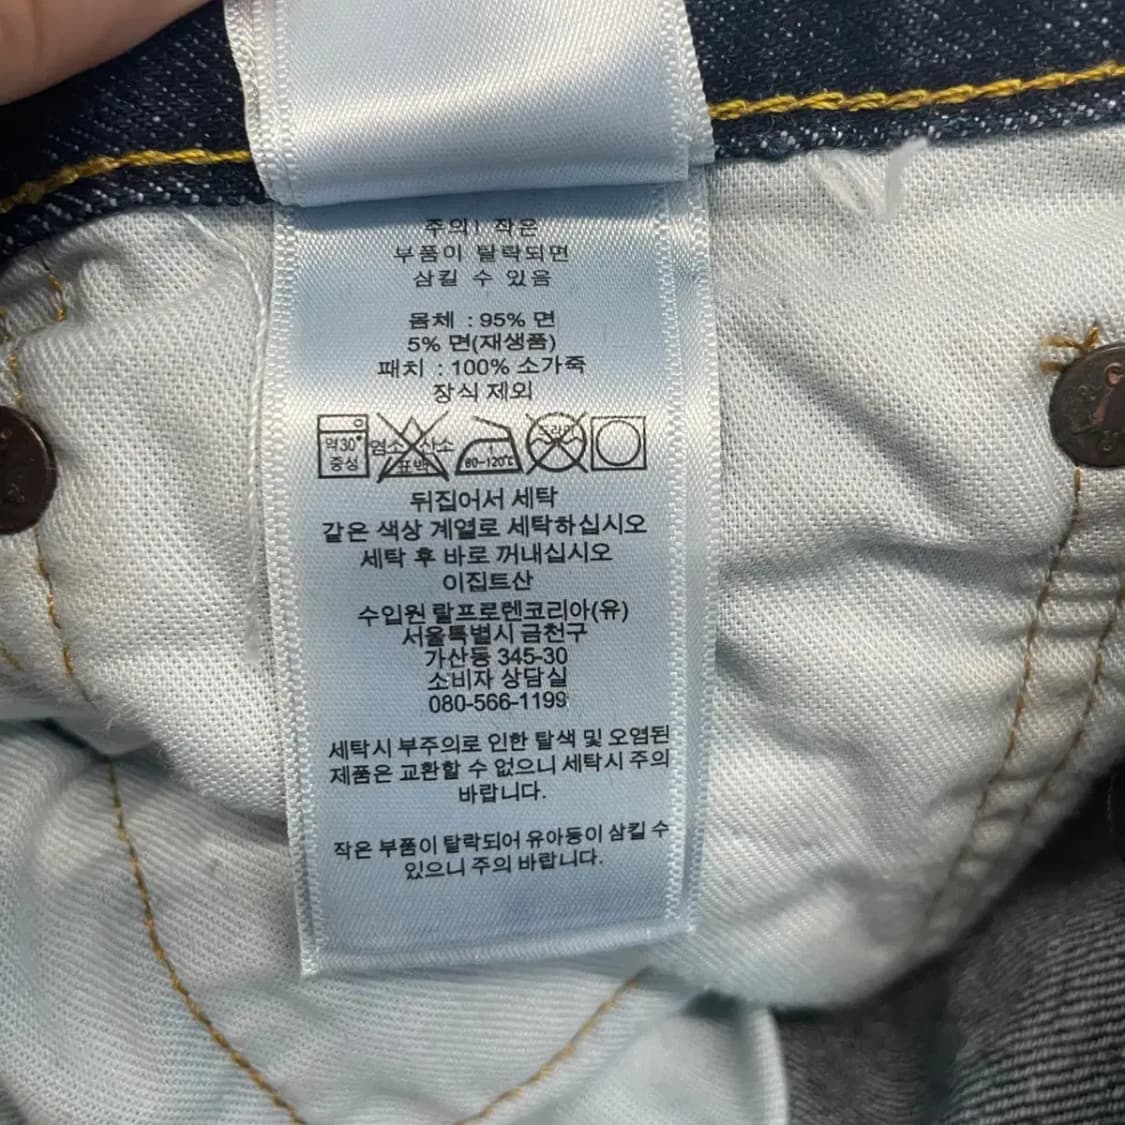 주의! 작은
부품이 탈락되면
삼킬 수 있음
몸체 : 95% 면
5% 면(재생품)
패치 : 100% 소가죽
장식 제외
약30° 중성
염소 산소 표백
80-120℃
드라이
뒤집어서 세탁
같은 색상 계열로 세탁하십시오
세탁 후 바로 꺼내십시오
이집트산
수입원 랄프로렌코리아(유)
서울특별시 금천구
가산동 345-30
소비자 상담실
080-566-1199
세탁시 부주의로 인한 탈색 및 오염된
제품은 교환할 수 없으니 세탁시 주의
바랍니다.
작은 부품이 탈락되어 유아등이 삼킬 수
있으니 주의 바랍니다.